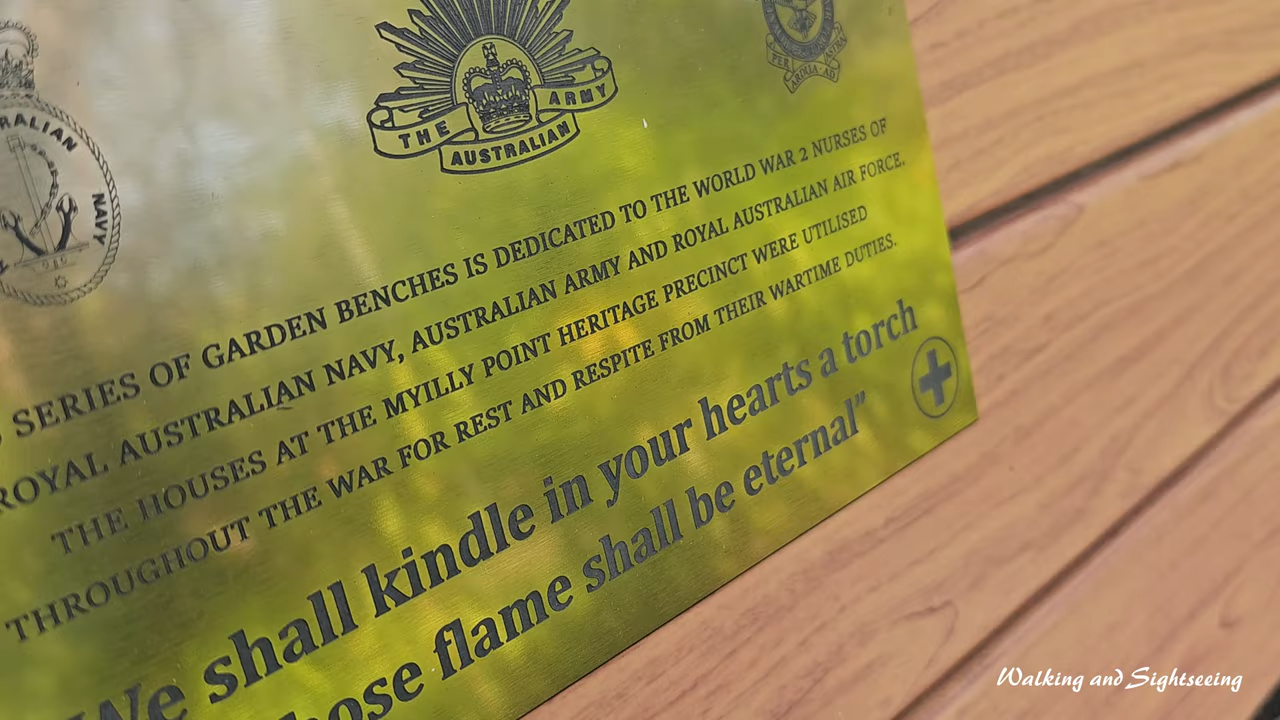 THE ARMY
AUSTRALIAN
PER ARDUA AD
RALIAN
NAVY
SERIES OF GARDEN BENCHES IS DEDICATED TO THE WORLD WAR 2 NURSES OF
ROYAL AUSTRALIAN NAVY, AUSTRALIAN ARMY AND ROYAL AUSTRALIAN AIR FORCE.
THE HOUSES AT THE MYILLY POINT HERITAGE PRECINCT WERE UTILISED
THROUGHOUT THE WAR FOR REST AND RESPITE FROM THEIR WARTIME DUTIES.
We shall kindle in your hearts a torch
hose flame shall be eternal”
Walking and Sightseeing